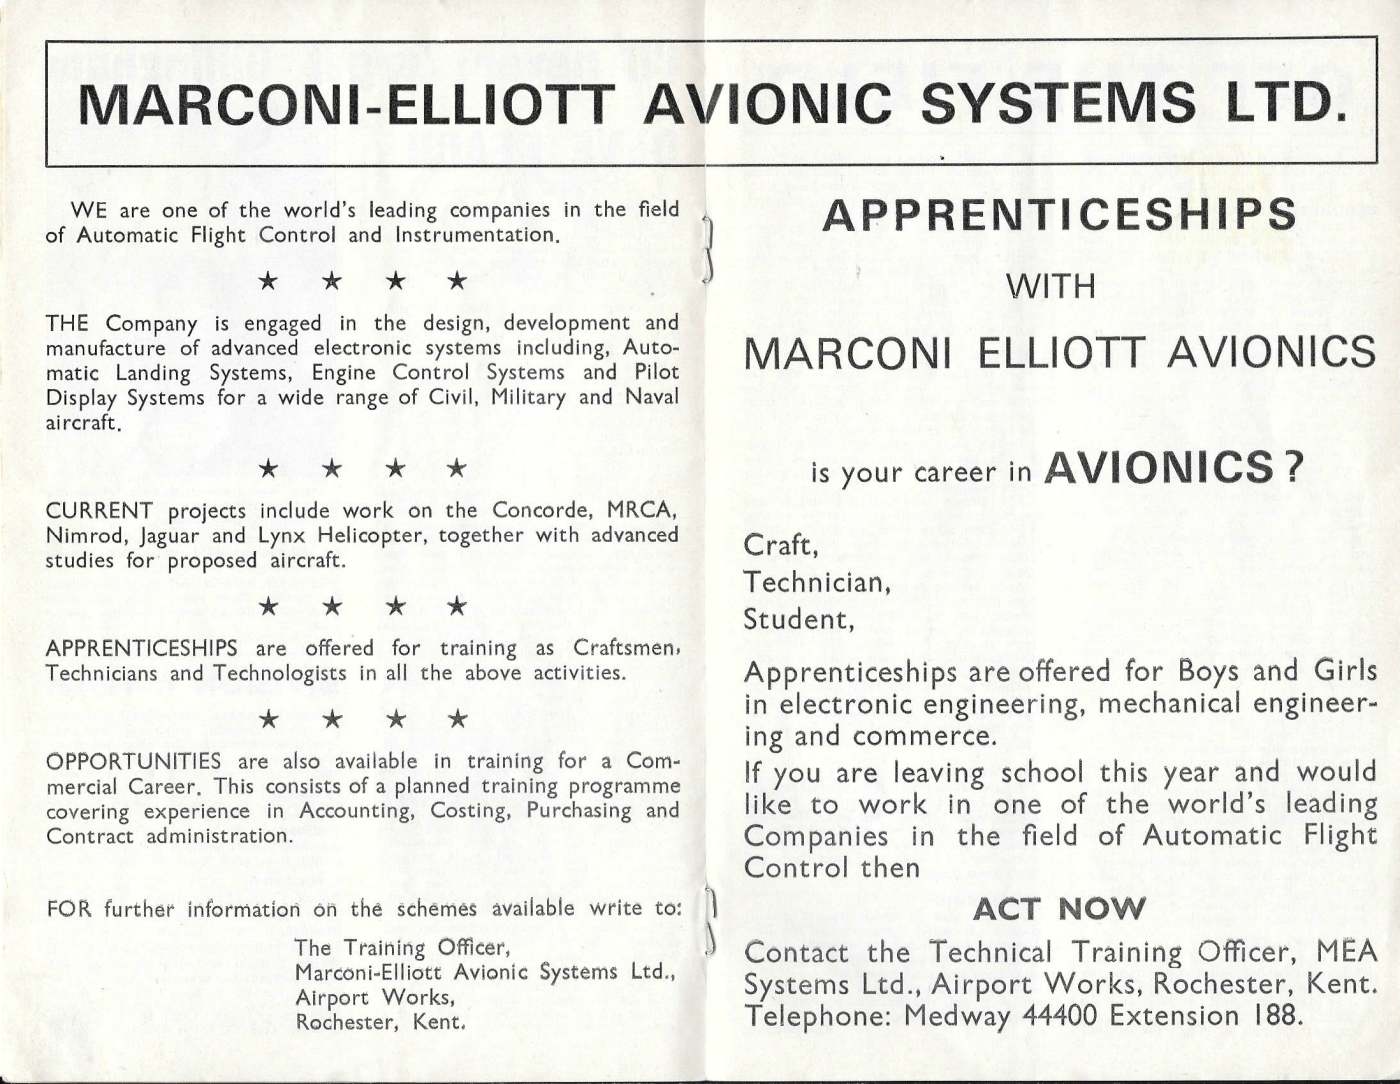 MARCONI-ELLIOTT AVIONIC SYSTEMS LTD.
WE are one of the world's leading companies in the field
of Automatic Flight Control and Instrumentation.
★ ★ ★ ★
THE Company is engaged in the design, development and
manufacture of advanced electronic systems including, Auto-
matic Landing Systems, Engine Control Systems and Pilot
Display Systems for a wide range of Civil, Military and Naval
aircraft.
★ ★ ★ ★
CURRENT projects include work on the Concorde, MRCA,
Nimrod, Jaguar and Lynx Helicopter, together with advanced
studies for proposed aircraft.
★ ★ ★ ★
APPRENTICESHIPS are offered for training as Craftsmen,
Technicians and Technologists in all the above activities.
★ ★ ★ ★
OPPORTUNITIES are also available in training for a Com-
mercial Career. This consists of a planned training programme
covering experience in Accounting, Costing, Purchasing and
Contract administration.
FOR further information on the schemes available write to:
The Training Officer,
Marconi-Elliott Avionic Systems Ltd.,
Airport Works,
Rochester, Kent.
APPRENTICESHIPS
WITH
MARCONI ELLIOTT AVIONICS
is your career in AVIONICS ?
Craft,
Technician,
Student,
Apprenticeships are offered for Boys and Girls
in electronic engineering, mechanical engineer-
ing and commerce.
If you are leaving school this year and would
like to work in one of the world's leading
Companies in the field of Automatic Flight
Control then
ACT NOW
Contact the Technical Training Officer, MEA
Systems Ltd., Airport Works, Rochester, Kent.
Telephone: Medway 44400 Extension 188.